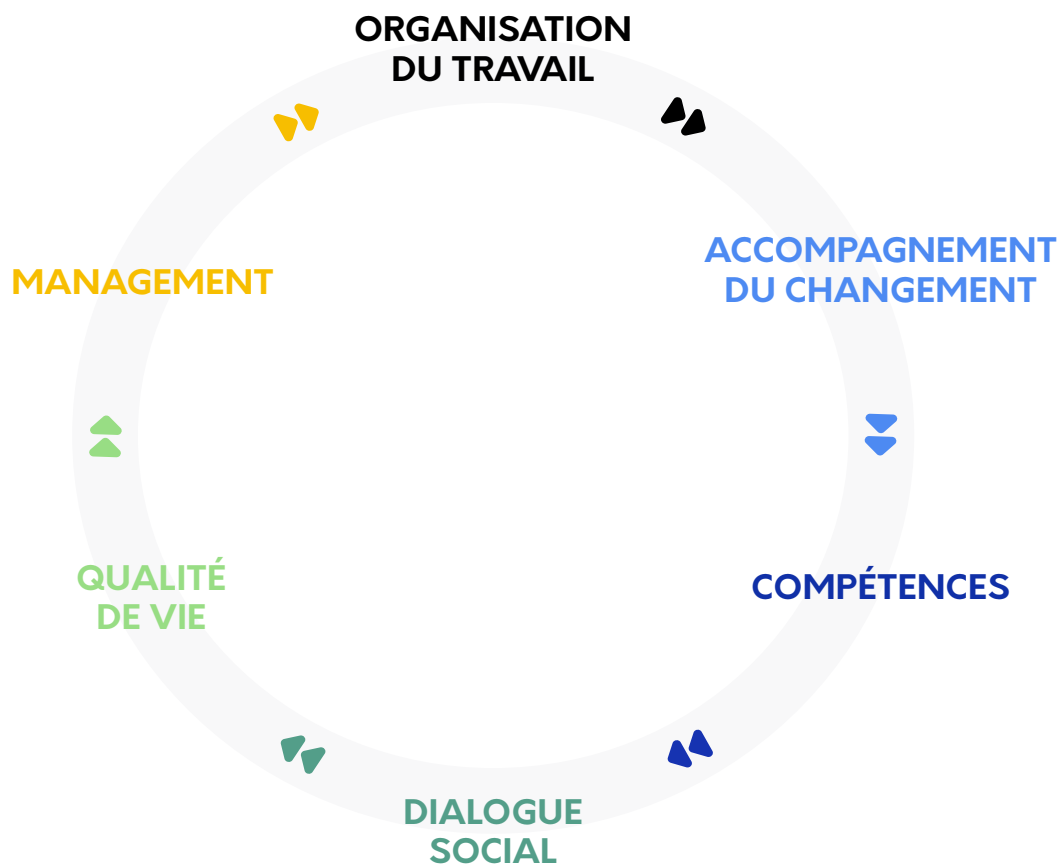 ORGANISATION
DU TRAVAIL
ACCOMPAGNEMENT
DU CHANGEMENT
MANAGEMENT
QUALITÉ
DE VIE
COMPÉTENCES
DIALOGUE
SOCIAL